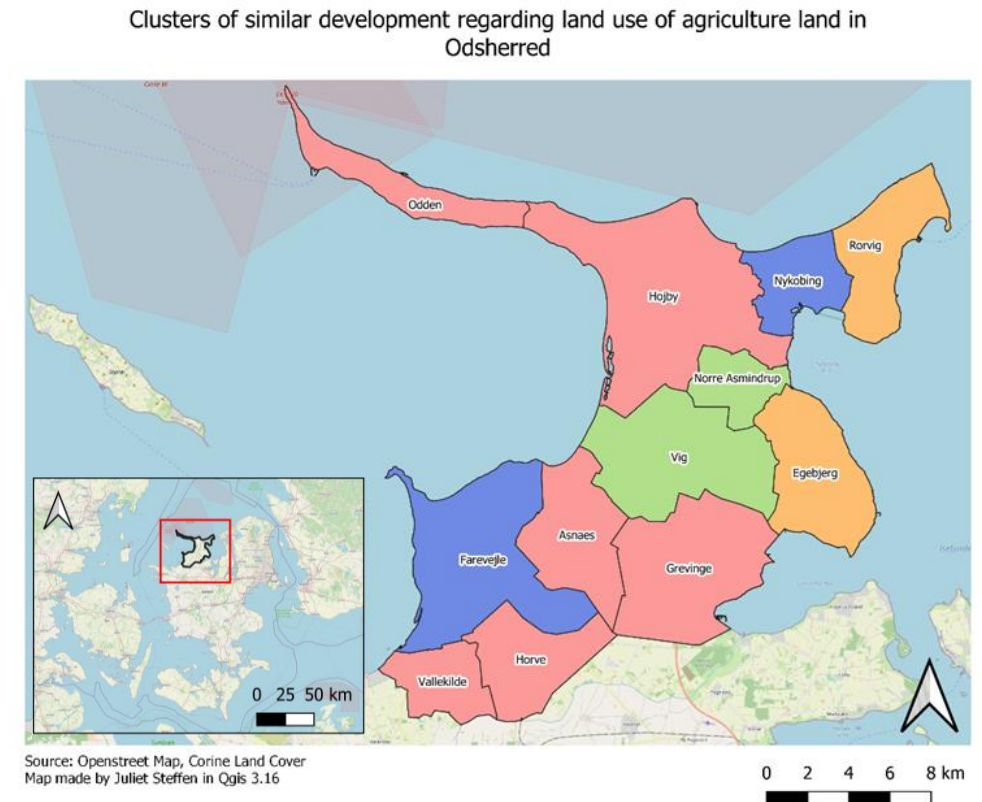 Clusters of similar development regarding land use of agriculture land in
Odsherred
Odden
Rorvig
Nykobing
Hojby
Norre Asmindrup
Vig
Egebjerg
Asnaes
Farevejle
Grevinge
Horve
Vallekilde
0 25 50 km
Source: Openstreet Map, Corine Land Cover
Map made by Juliet Steffen in Qgis 3.16
0 2 4 6 8 km